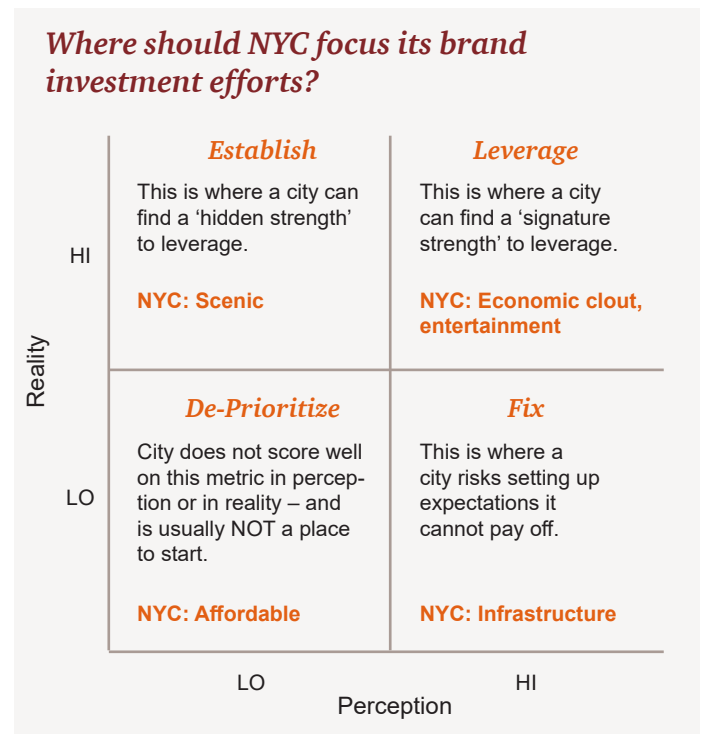 Where should NYC focus its brand
investment efforts?
Establish
This is where a city can
find a ‘hidden strength’
to leverage.
NYC: Scenic
Leverage
This is where a city
can find a ‘signature
strength’ to leverage.
NYC: Economic clout,
entertainment
HI
Reality
De-Prioritize
City does not score well
on this metric in percep-
tion or in reality – and
is usually NOT a place
to start.
NYC: Affordable
Fix
This is where a
city risks setting up
expectations it
cannot pay off.
NYC: Infrastructure
LO
LO
HI
Perception